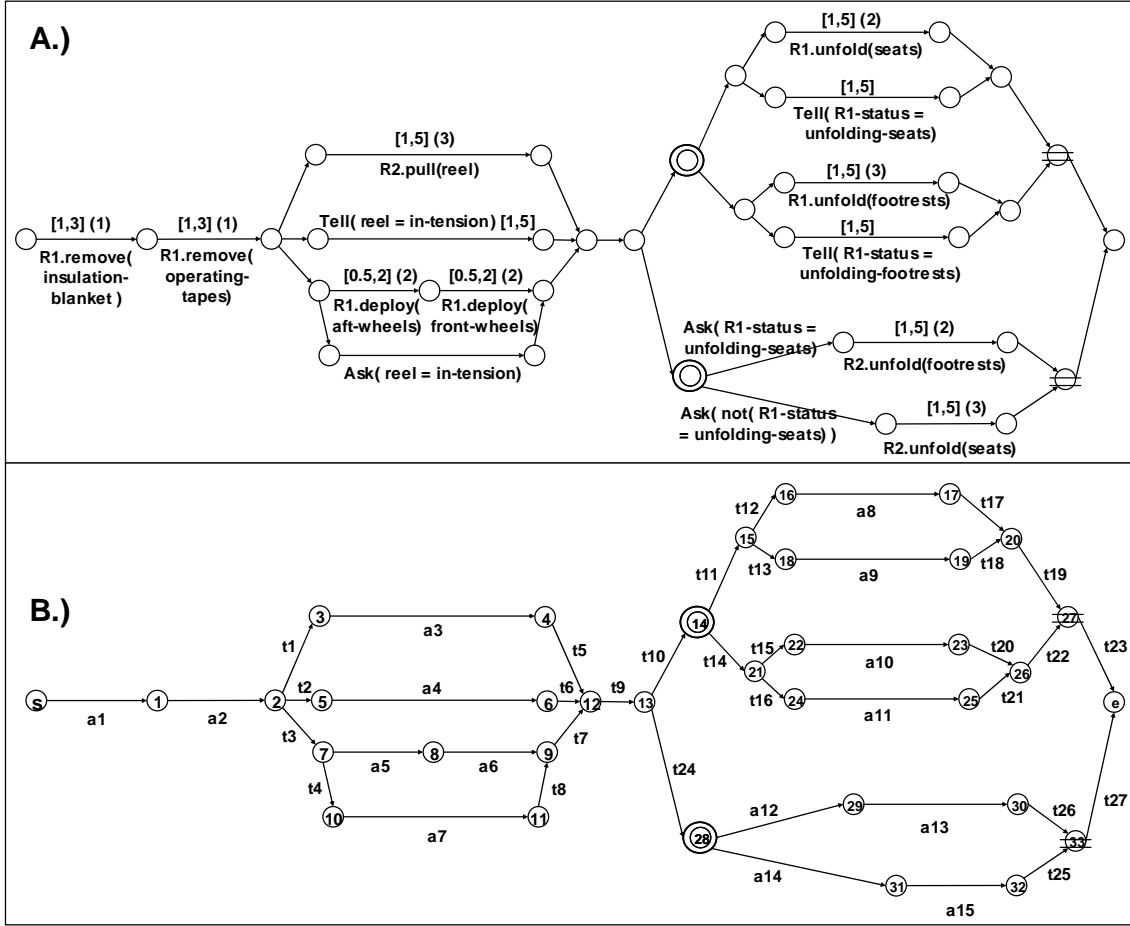 A.)
[1,5] (2)
R1.unfold(seats)
[1,5]
Tell( R1-status =
unfolding-seats)
[1,5] (3)
R2.pull(reel)
[1,5] (3)
R1.unfold(footrests)
[1,5]
Tell( R1-status =
unfolding-footrests)
[1,3] (1)
R1.remove(
insulation-
blanket )
[1,3] (1)
R1.remove(
operating-
tapes)
Tell( reel = in-tension) [1,5]
[0.5,2] (2)
R1.deploy(
aft-wheels)
[0.5,2] (2)
R1.deploy(
front-wheels)
Ask( reel = in-tension)
Ask( R1-status =
unfolding-seats)
[1,5] (2)
R2.unfold(footrests)
Ask( not( R1-status
= unfolding-seats) )
[1,5] (3)
R2.unfold(seats)
B.)
s
a1
1
a2
2
t1
3
a3
4
t5
t2
5
a4
6
t6
12
t9
13
t3
7
a5
8
a6
9
t7
t4
10
a7
11
t8
t10
14
t11
15
t12
16
a8
17
t17
t13
18
a9
19
t18
20
t19
t14
21
t15
22
a10
23
t20
t16
24
a11
25
t21
26
t22
27
t23
e
t24
28
a12
29
a13
30
t26
a14
31
a15
32
t25
33
t27